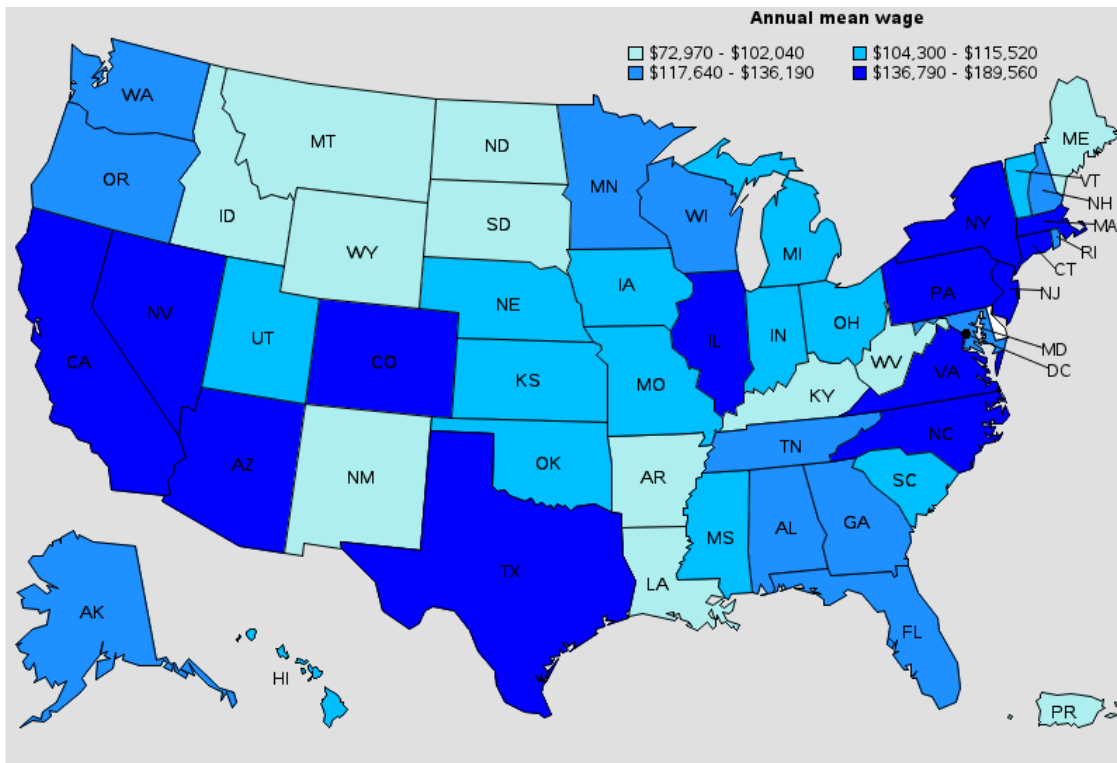 Annual mean wage
$72,970 - $102,040 $104,300 - $115,520
$117,640 - $136,190 $136,790 - $189,560
WA
MT
ND
ME
OR
MN
VT
ID
SD
WI
NH
WY
NY
MA
MI
RI
CT
IA
NE
PA
NJ
NV
UT
IL
IN
OH
MD
CA
CO
WV
DC
KS
MO
VA
KY
AZ
NM
OK
TN
NC
AR
SC
MS
AL
GA
TX
LA
AK
FL
HI
PR